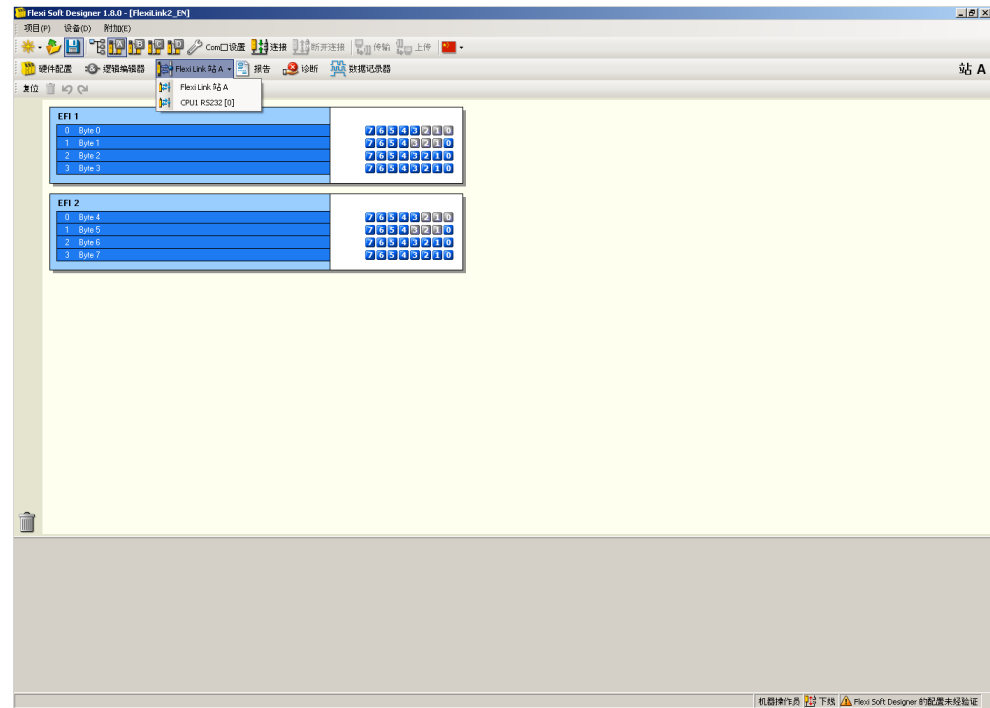 Flexi Soft Designer 1.8.0 - [FlexiLink2_EN]
项目(P) 设备(O) 附加(E)
A B C D Com口设置 连接 断开连接 传输 上传
硬件配置 逻辑编辑器 Flexi Link 站 A 报告 诊断 数据记录器 站 A
复位
Flexi Link 站 A
CPU1 RS232 [0]
EFI 1
0 Byte 0 7 6 5 4 3 2 1 0
1 Byte 1 7 6 5 4 3 2 1 0
2 Byte 2 7 6 5 4 3 2 1 0
3 Byte 3 7 6 5 4 3 2 1 0
EFI 2
0 Byte 4 7 6 5 4 3 2 1 0
1 Byte 5 7 6 5 4 3 2 1 0
2 Byte 6 7 6 5 4 3 2 1 0
3 Byte 7 7 6 5 4 3 2 1 0
机器操作员 下线 Flexi Soft Designer 的配置未经验证